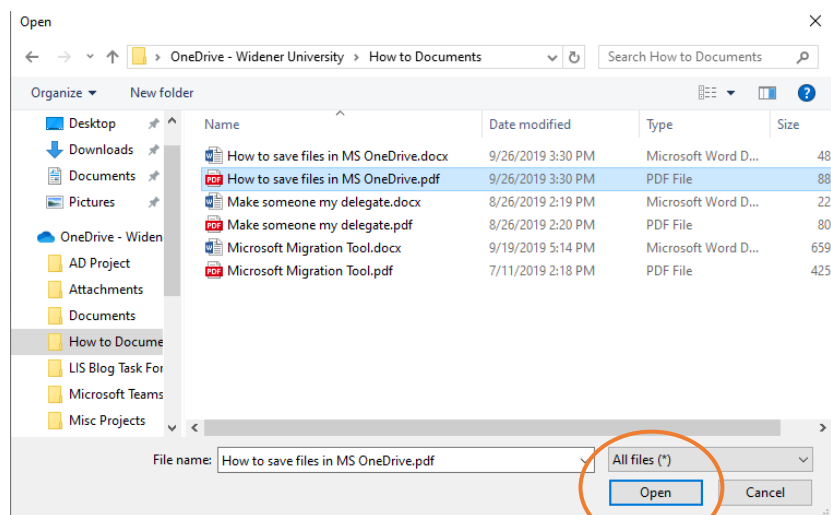 Open
OneDrive - Widener University > How to Documents
Search How to Documents
Organize
New folder
Desktop
Downloads
Documents
Pictures
OneDrive - Widen
AD Project
Attachments
Documents
How to Docume
LIS Blog Task For
Microsoft Teams
Misc Projects
Name Date modified Type Size
How to save files in MS OneDrive.docx 9/26/2019 3:30 PM Microsoft Word D... 48
PDF How to save files in MS OneDrive.pdf 9/26/2019 3:30 PM PDF File 88
Make someone my delegate.docx 8/26/2019 2:19 PM Microsoft Word D... 22
PDF Make someone my delegate.pdf 8/26/2019 2:20 PM PDF File 80
Microsoft Migration Tool.docx 9/19/2019 5:14 PM Microsoft Word D... 659
PDF Microsoft Migration Tool.pdf 7/11/2019 2:18 PM PDF File 425
File name: How to save files in MS OneDrive.pdf All files (*)
Open Cancel